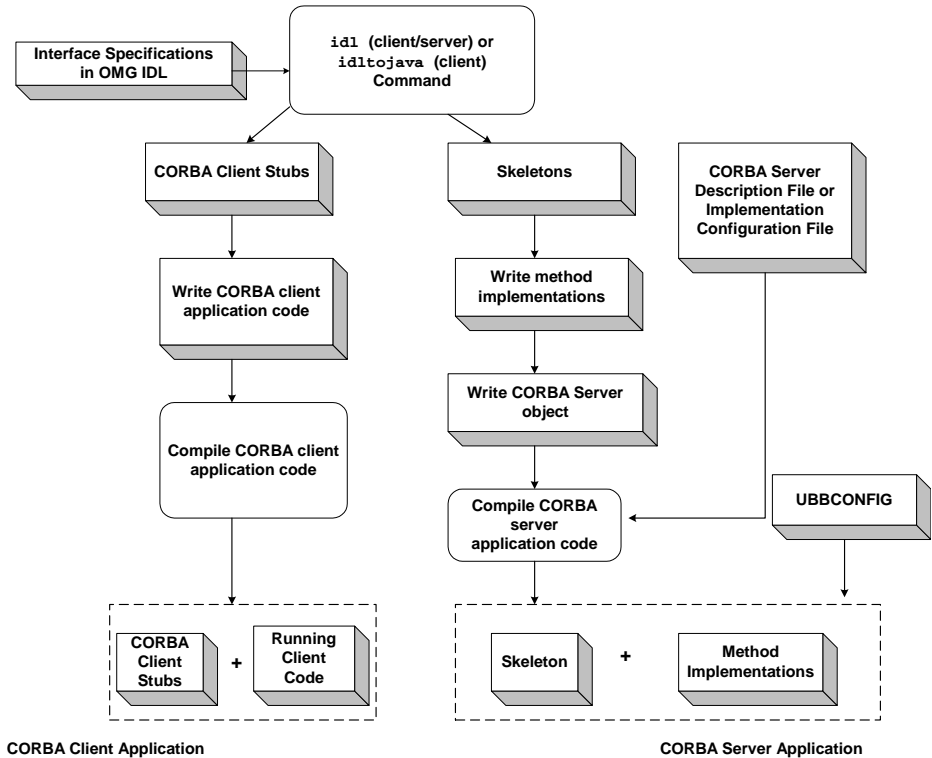 Interface Specifications
in OMG IDL
idl (client/server) or
idltojava (client)
Command
CORBA Client Stubs
Skeletons
CORBA Server
Description File or
Implementation
Configuration File
Write CORBA client
application code
Write method
implementations
Write CORBA Server
object
Compile CORBA client
application code
Compile CORBA
server
application code
UBBCONFIG
CORBA
Client
Stubs
+
Running
Client
Code
Skeleton
+
Method
Implementations
CORBA Client Application
CORBA Server Application